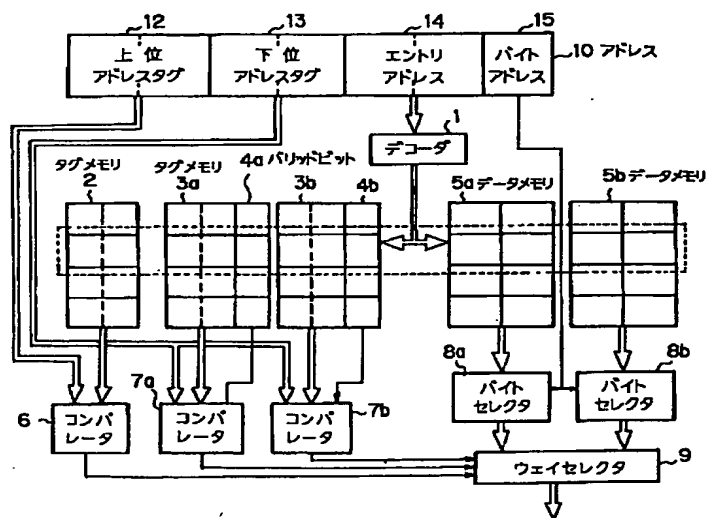 12
13
14
15
上位
アドレスタグ
下位
アドレスタグ
エントリ
アドレス
バイト
アドレス
10 アドレス
1
デコーダ
タグメモリ
2
タグメモリ
3a
4a バリッドビット
3b
4b
5a データメモリ
5b データメモリ
6
コンパ
レータ
7a
コンパ
レータ
コンパ
レータ
7b
8a
バイト
セレクタ
8b
バイト
セレクタ
ウェイセレクタ
9